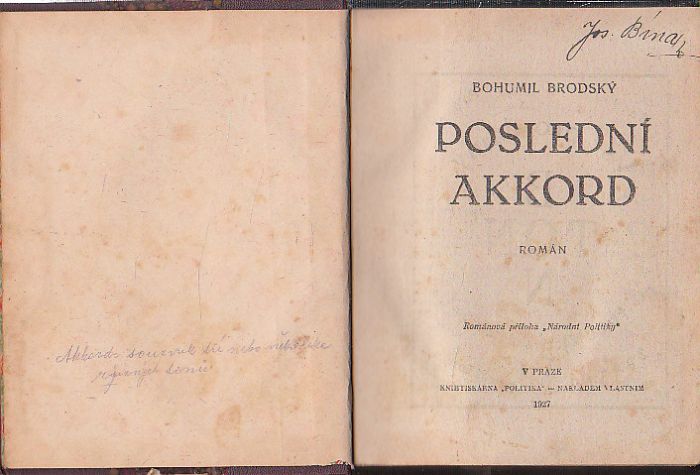 Akkord: souzvuk tří nebo několika
různých tónů
Jos. Bína
BOHUMIL BRODSKÝ
POSLEDNÍ
AKKORD
ROMÁN
Románová příloha „Národní Politiky“
V PRAZE
KNIHTISKÁRNA „POLITIKA“ — NÁKLADEM VLASTNÍM
1927